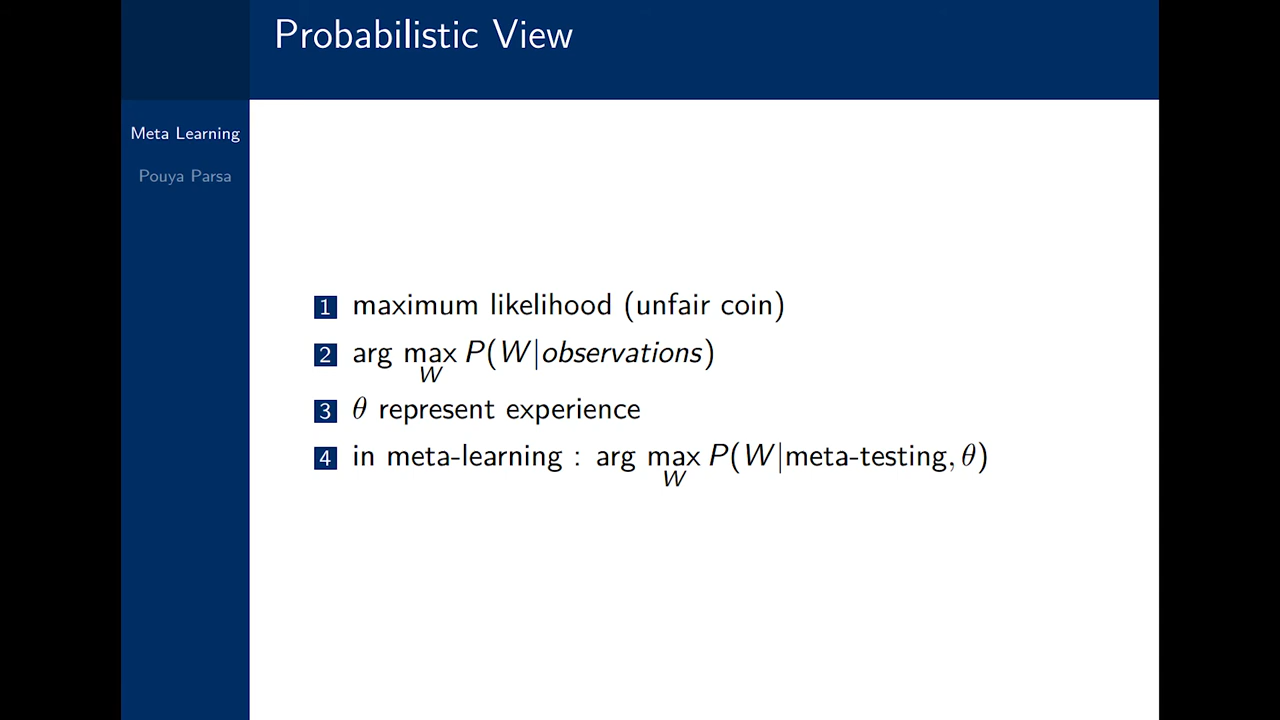 Probabilistic View
Meta Learning
Pouya Parsa
1 maximum likelihood (unfair coin)
2 arg max P(W|observations)
W
3 θ represent experience
4 in meta-learning : arg max P(W|meta-testing, θ)
W